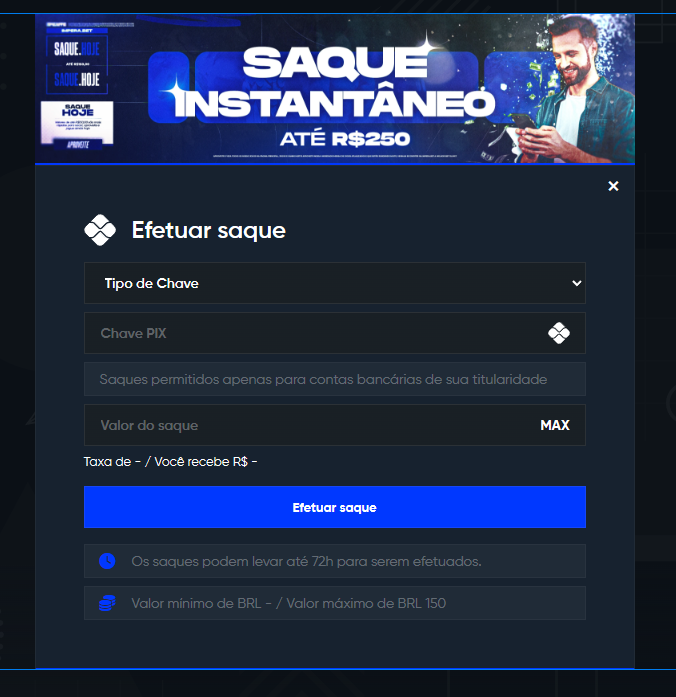 IMPERA.BET
SAQUE.HOJE
SAQUE.HOJE
SAQUE
HOJE
APROVEITE
SAQUE
INSTANTÂNEO
ATÉ R$250
×
Efetuar saque
Tipo de Chave
Chave PIX
Saques permitidos apenas para contas bancárias de sua titularidade
Valor do saque
MAX
Taxa de - / Você recebe R$ -
Efetuar saque
Os saques podem levar até 72h para serem efetuados.
Valor mínimo de BRL - / Valor máximo de BRL 150